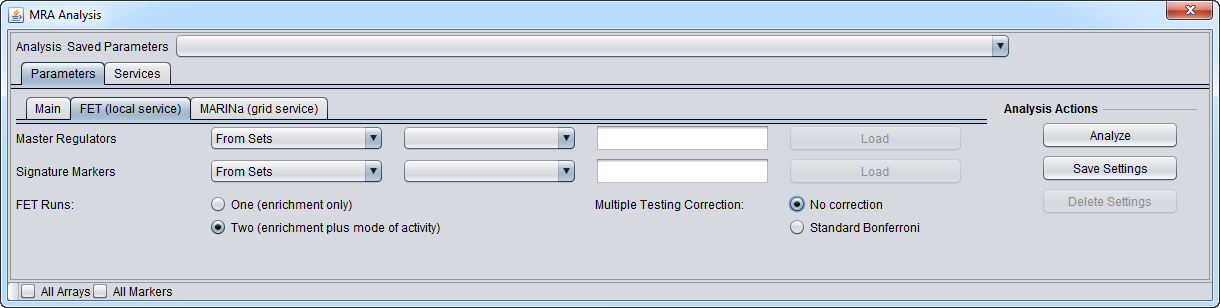 MRA Analysis
Analysis Saved Parameters
Parameters Services
Main FET (local service) MARINa (grid service)
Analysis Actions
Master Regulators From Sets Load
Analyze
Signature Markers From Sets Load
Save Settings
FET Runs: One (enrichment only) Multiple Testing Correction: No correction
Delete Settings
Two (enrichment plus mode of activity) Standard Bonferroni
All Arrays All Markers